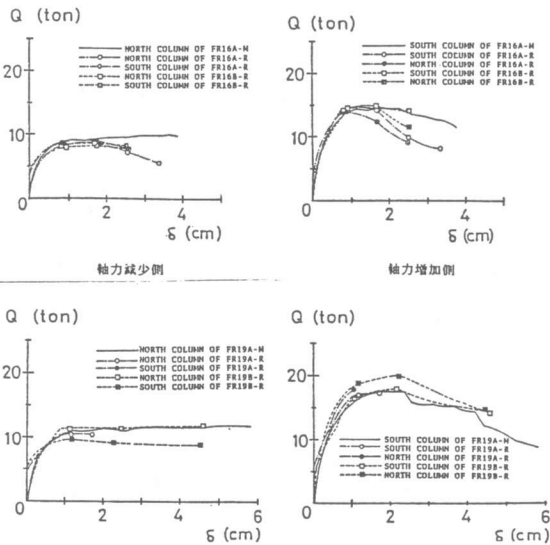 Q (ton)
20
10
0
NORTH COLUMN OF FR16A-M
NORTH COLUMN OF FR16A-R
SOUTH COLUMN OF FR16A-R
NORTH COLUMN OF FR16B-R
SOUTH COLUMN OF FR16B-R
0 2 4 6
δ (cm)
軸力減少側
Q (ton)
20
10
0
SOUTH COLUMN OF FR16A-M
SOUTH COLUMN OF FR16A-R
NORTH COLUMN OF FR16A-R
SOUTH COLUMN OF FR16B-R
NORTH COLUMN OF FR16B-R
0 2 4
δ (cm)
軸力増加側
Q (ton)
20
10
0
NORTH COLUMN OF FR19A-M
NORTH COLUMN OF FR19A-R
SOUTH COLUMN OF FR19A-R
NORTH COLUMN OF FR19B-R
SOUTH COLUMN OF FR19B-R
0 2 4 6
δ (cm)
Q (ton)
20
10
0
SOUTH COLUMN OF FR19A-M
SOUTH COLUMN OF FR19A-R
NORTH COLUMN OF FR19A-R
SOUTH COLUMN OF FR19B-R
NORTH COLUMN OF FR19B-R
0 2 4 6
δ (cm)